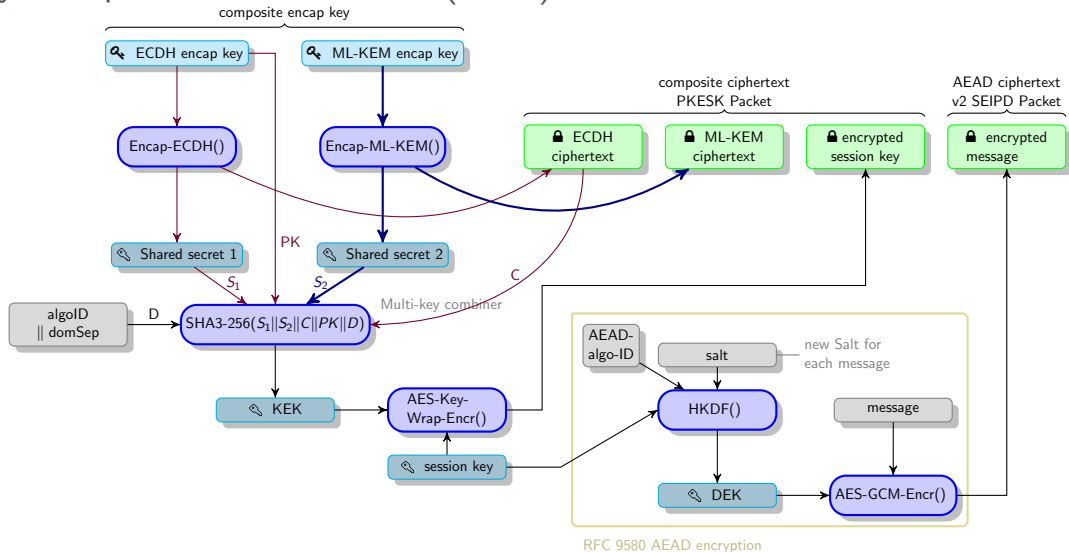 composite encap key
ECDH encap key
ML-KEM encap key
composite ciphertext
PKESK Packet
AEAD ciphertext
v2 SEIPD Packet
Encap-ECDH()
Encap-ML-KEM()
ECDH
ciphertext
ML-KEM
ciphertext
encrypted
session key
encrypted
message
PK
Shared secret 1
Shared secret 2
S1
S2
C
Multi-key combiner
algoID
|| domSep
D
SHA3-256(S1||S2||C||PK||D)
AEAD-
algo-ID
salt
new Salt for
each message
KEK
AES-Key-
Wrap-Encr()
HKDF()
message
session key
DEK
AES-GCM-Encr()
RFC 9580 AEAD encryption